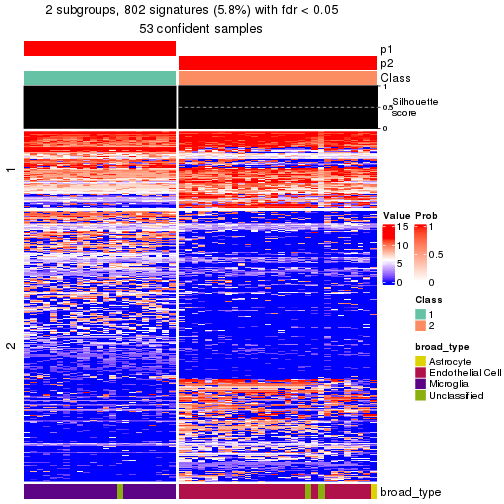 2 subgroups, 802 signatures (5.8%) with fdr < 0.05
53 confident samples
p1
p2
Class
1
0.5
0
Silhouette
score
1
2
Value
15
10
5
0
Prob
1
0.5
0
Class
1
2
broad_type
Astrocyte
Endothelial Cell
Microglia
Unclassified
broad_type